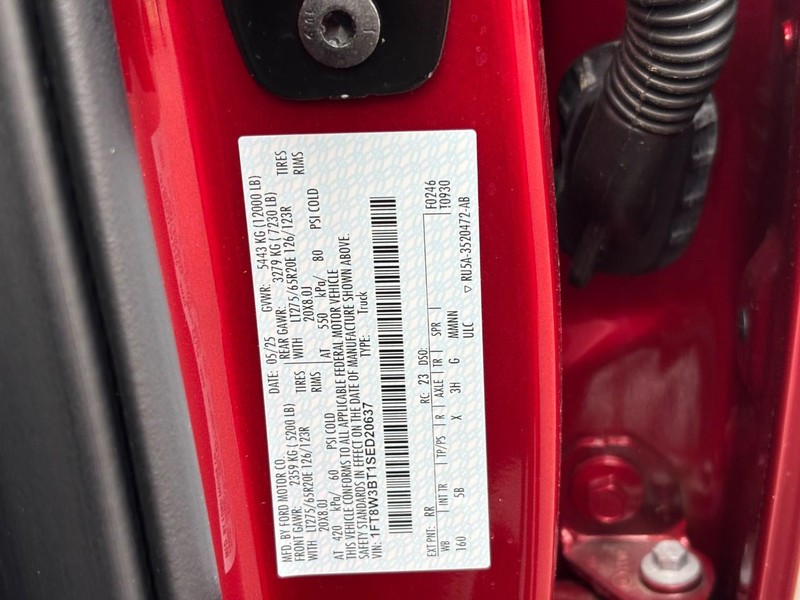 MFD. BY FORD MOTOR CO.
DATE: 05/25 GVWR: 5443 KG (12000 LB)
FRONT GAWR: 2359 KG ( 5200 LB) REAR GAWR: 3279 KG ( 7230 LB)
WITH LT275/65R20E 126/123R TIRES WITH LT275/65R20E 126/123R TIRES
20X8.0J RIMS 20X8.0J RIMS
AT 420 kPa/ 60 PSI COLD AT 550 kPa/ 80 PSI COLD
THIS VEHICLE CONFORMS TO ALL APPLICABLE FEDERAL MOTOR VEHICLE
SAFETY STANDARDS IN EFFECT ON THE DATE OF MANUFACTURE SHOWN ABOVE.
VIN: 1FT8W3BT1SED20637 TYPE: Truck
F0246
T0930
EXT PNT: RR RC: 23 DSO:
WB INT TR TP/PS R AXLE TR SPR
160 5B X 3H G MMMN
ULC ▽ RU5A-3520472-AB